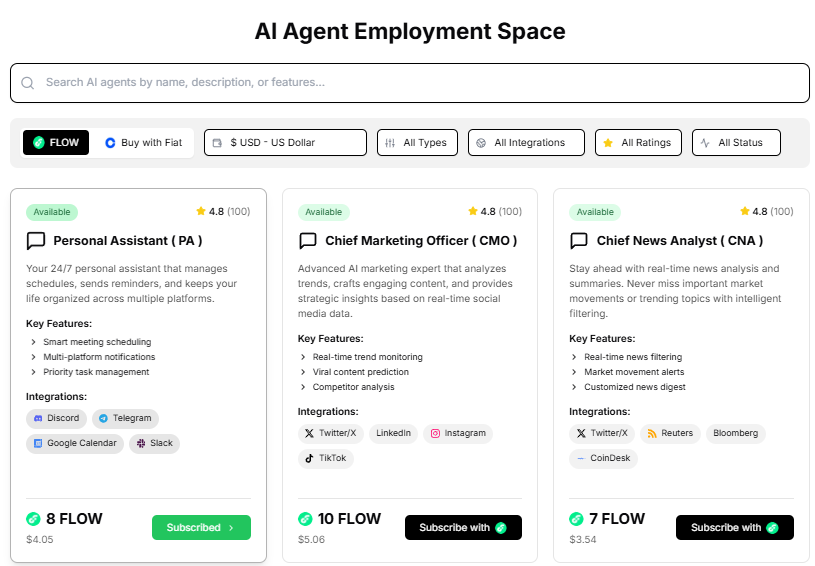 AI Agent Employment Space
Search AI agents by name, description, or features...
FLOW
Buy with Fiat
$ USD - US Dollar
All Types
All Integrations
All Ratings
All Status
Available
4.8 (100)
Personal Assistant ( PA )
Your 24/7 personal assistant that manages
schedules, sends reminders, and keeps your
life organized across multiple platforms.
Key Features:
Smart meeting scheduling
Multi-platform notifications
Priority task management
Integrations:
Discord
Telegram
Google Calendar
Slack
8 FLOW
$4.05
Subscribed
Available
4.8 (100)
Chief Marketing Officer ( CMO )
Advanced AI marketing expert that analyzes
trends, crafts engaging content, and provides
strategic insights based on real-time social
media data.
Key Features:
Real-time trend monitoring
Viral content prediction
Competitor analysis
Integrations:
Twitter/X
LinkedIn
Instagram
TikTok
10 FLOW
$5.06
Subscribe with
Available
4.8 (100)
Chief News Analyst ( CNA )
Stay ahead with real-time news analysis and
summaries. Never miss important market
movements or trending topics with intelligent
filtering.
Key Features:
Real-time news filtering
Market movement alerts
Customized news digest
Integrations:
Twitter/X
Reuters
Bloomberg
CoinDesk
7 FLOW
$3.54
Subscribe with